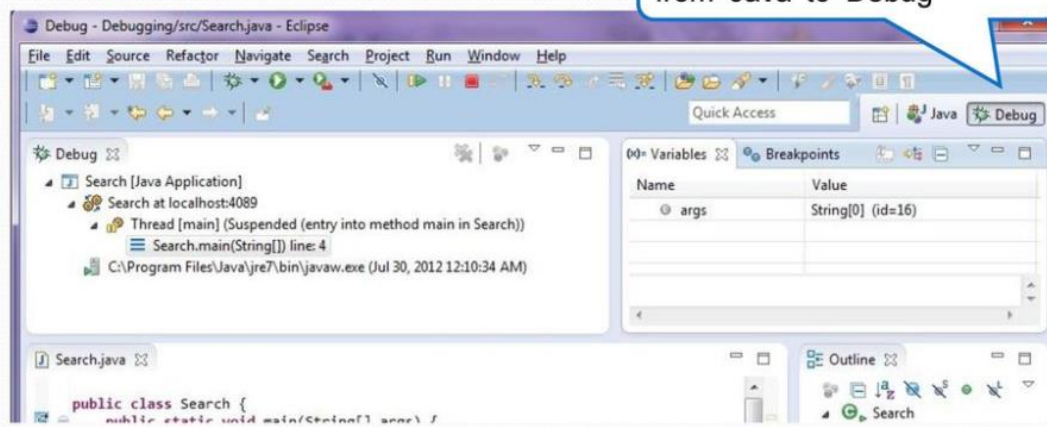 from Java to Debug
Debug - Debugging/src/Search.java - Eclipse
File Edit Source Refactor Navigate Search Project Run Window Help
Quick Access
Java Debug
Debug
Search [Java Application]
Search at localhost:4089
Thread [main] (Suspended (entry into method main in Search))
Search.main(String[]) line: 4
C:\Program Files\Java\jre7\bin\javaw.exe (Jul 30, 2012 12:10:34 AM)
(x)= Variables Breakpoints
Name Value
args String[0] (id=16)
Search.java
public class Search {
public static void main(String[] args) {
Outline
Search